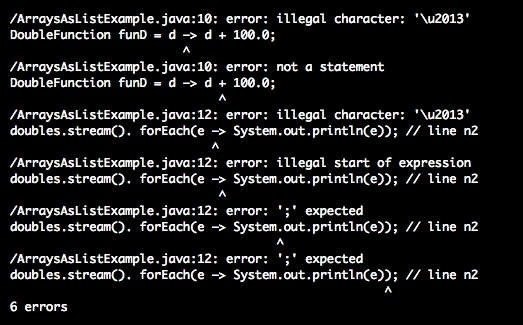 /ArraysAsListExample.java:10: error: illegal character: '\u2013'
DoubleFunction funD = d –> d + 100.0;
^
/ArraysAsListExample.java:10: error: not a statement
DoubleFunction funD = d –> d + 100.0;
^
/ArraysAsListExample.java:12: error: illegal character: '\u2013'
doubles.stream(). forEach(e –> System.out.println(e)); // line n2
^
/ArraysAsListExample.java:12: error: illegal start of expression
doubles.stream(). forEach(e –> System.out.println(e)); // line n2
^
/ArraysAsListExample.java:12: error: ';' expected
doubles.stream(). forEach(e –> System.out.println(e)); // line n2
^
/ArraysAsListExample.java:12: error: ';' expected
doubles.stream(). forEach(e –> System.out.println(e)); // line n2
^
6 errors